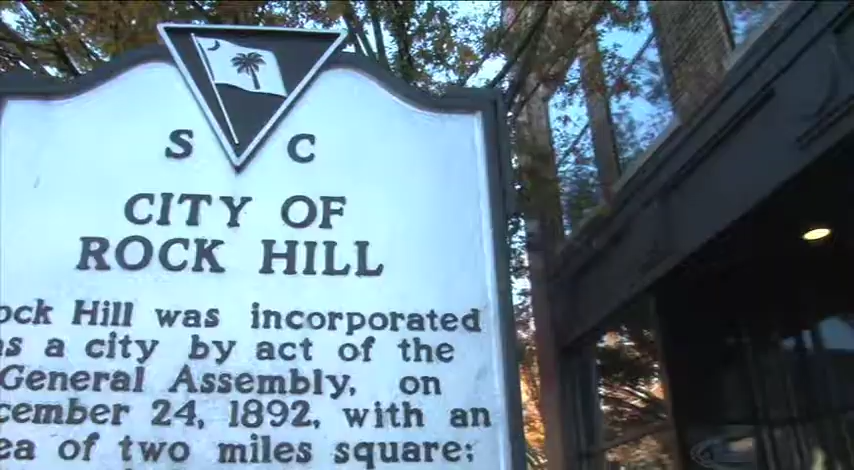 S C
CITY OF
ROCK HILL
ock Hill was incorporated
s a city by act of the
General Assembly, on
cember 24, 1892, with an
ea of two miles square;